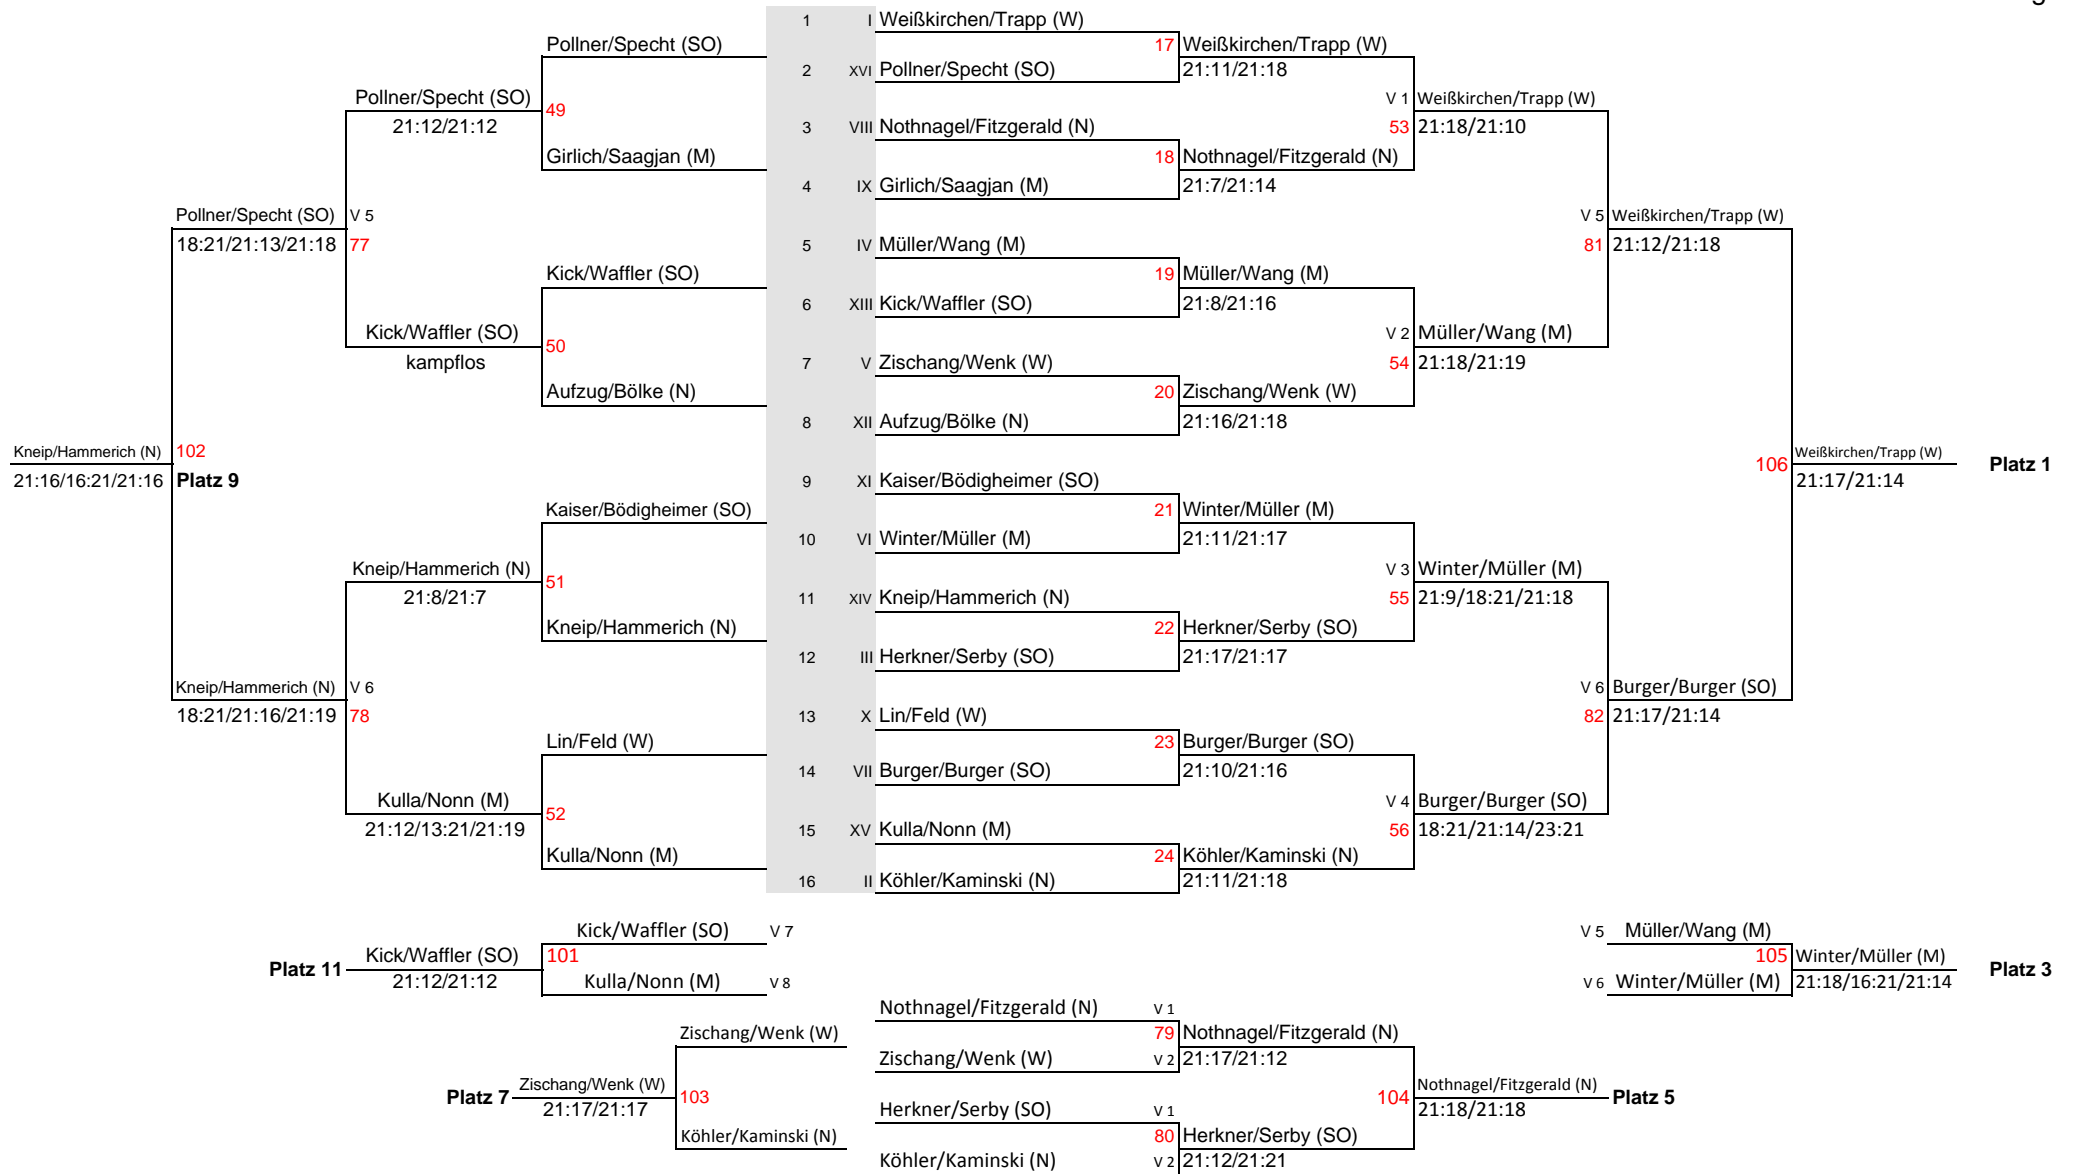 g
1 I Weißkirchen/Trapp (W)
Pollner/Specht (SO) 17 Weißkirchen/Trapp (W)
2 XVI Pollner/Specht (SO) 21:11/21:18
Pollner/Specht (SO) V 1 Weißkirchen/Trapp (W)
49
21:12/21:12 3 VIII Nothnagel/Fitzgerald (N) 53 21:18/21:10
Girlich/Saagjan (M) 18 Nothnagel/Fitzgerald (N)
4 IX Girlich/Saagjan (M) 21:7/21:14
Pollner/Specht (SO) V 5 V 5 Weißkirchen/Trapp (W)
18:21/21:13/21:18 77 5 IV Müller/Wang (M) 81 21:12/21:18
Kick/Waffler (SO) 19 Müller/Wang (M)
6 XIII Kick/Waffler (SO) 21:8/21:16
Kick/Waffler (SO) 50 V 2 Müller/Wang (M)
kampflos 7 V Zischang/Wenk (W) 54 21:18/21:19
Aufzug/Bölke (N) 20 Zischang/Wenk (W)
8 XII Aufzug/Bölke (N) 21:16/21:18
Kneip/Hammerich (N) 102 106 Weißkirchen/Trapp (W) Platz 1
21:16/16:21/21:16 Platz 9 9 XI Kaiser/Bödigheimer (SO) 21:17/21:14
Kaiser/Bödigheimer (SO) 21 Winter/Müller (M)
10 VI Winter/Müller (M) 21:11/21:17
Kneip/Hammerich (N) 51 V 3 Winter/Müller (M)
21:8/21:7 11 XIV Kneip/Hammerich (N) 55 21:9/18:21/21:18
Kneip/Hammerich (N) 22 Herkner/Serby (SO)
12 III Herkner/Serby (SO) 21:17/21:17
Kneip/Hammerich (N) V 6 V 6 Burger/Burger (SO)
18:21/21:16/21:19 78 13 X Lin/Feld (W) 82 21:17/21:14
Lin/Feld (W) 23 Burger/Burger (SO)
14 VII Burger/Burger (SO) 21:10/21:16
Kulla/Nonn (M) 52 V 4 Burger/Burger (SO)
21:12/13:21/21:19 15 XV Kulla/Nonn (M) 56 18:21/21:14/23:21
Kulla/Nonn (M) 24 Köhler/Kaminski (N)
16 II Köhler/Kaminski (N) 21:11/21:18
Kick/Waffler (SO) V 7 V 5 Müller/Wang (M)
Platz 11 Kick/Waffler (SO) 101 105 Winter/Müller (M) Platz 3
21:12/21:12 Kulla/Nonn (M) V 8 V 6 Winter/Müller (M) 21:18/16:21/21:14
Nothnagel/Fitzgerald (N) V 1
Zischang/Wenk (W) 79 Nothnagel/Fitzgerald (N)
Zischang/Wenk (W) V 2 21:17/21:12
Platz 7 Zischang/Wenk (W) 103 104 Nothnagel/Fitzgerald (N) Platz 5
21:17/21:17 Herkner/Serby (SO) V 1 21:18/21:18
Köhler/Kaminski (N) 80 Herkner/Serby (SO)
Köhler/Kaminski (N) V 2 21:12/21:21